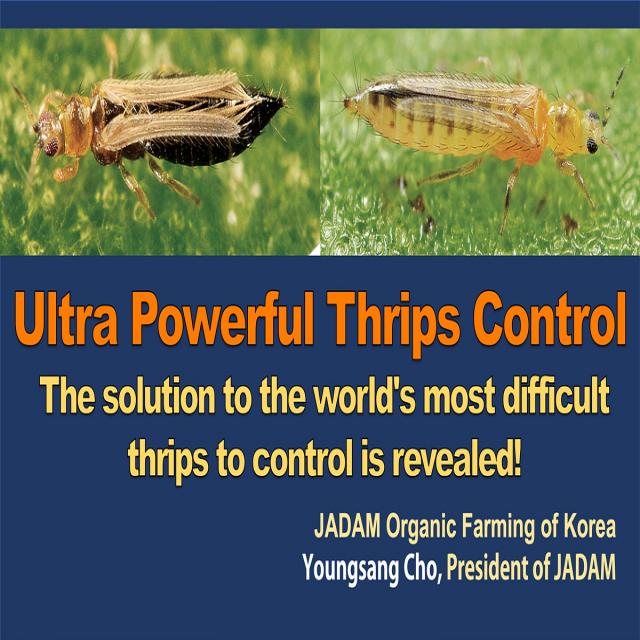 Ultra Powerful Thrips Control
The solution to the world's most difficult
thrips to control is revealed!
JADAM Organic Farming of Korea
Youngsang Cho, President of JADAM